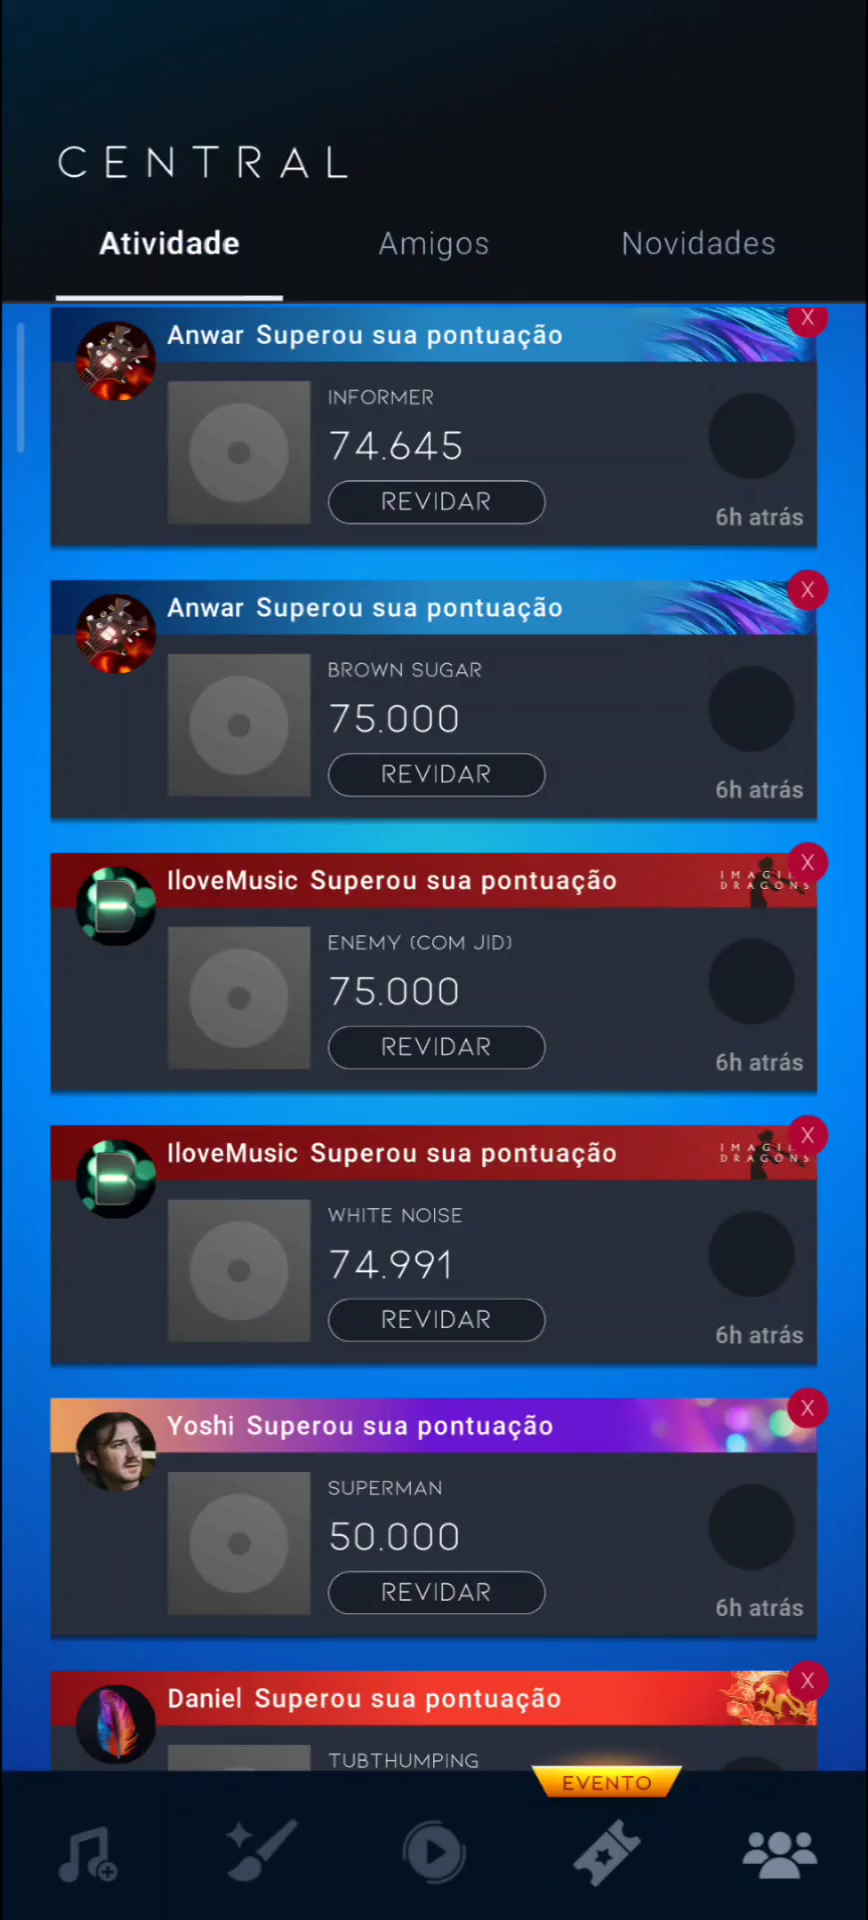 CENTRAL
Atividade Amigos Novidades
Anwar Superou sua pontuação X
INFORMER
74.645
REVIDAR
6h atrás
Anwar Superou sua pontuação X
BROWN SUGAR
75.000
REVIDAR
6h atrás
IloveMusic Superou sua pontuação X
DRAGONS
ENEMY (COM JID)
75.000
REVIDAR
6h atrás
IloveMusic Superou sua pontuação X
DRAGONS
WHITE NOISE
74.991
REVIDAR
6h atrás
Yoshi Superou sua pontuação X
SUPERMAN
50.000
REVIDAR
6h atrás
Daniel Superou sua pontuação X
TUBTHUMPING
EVENTO